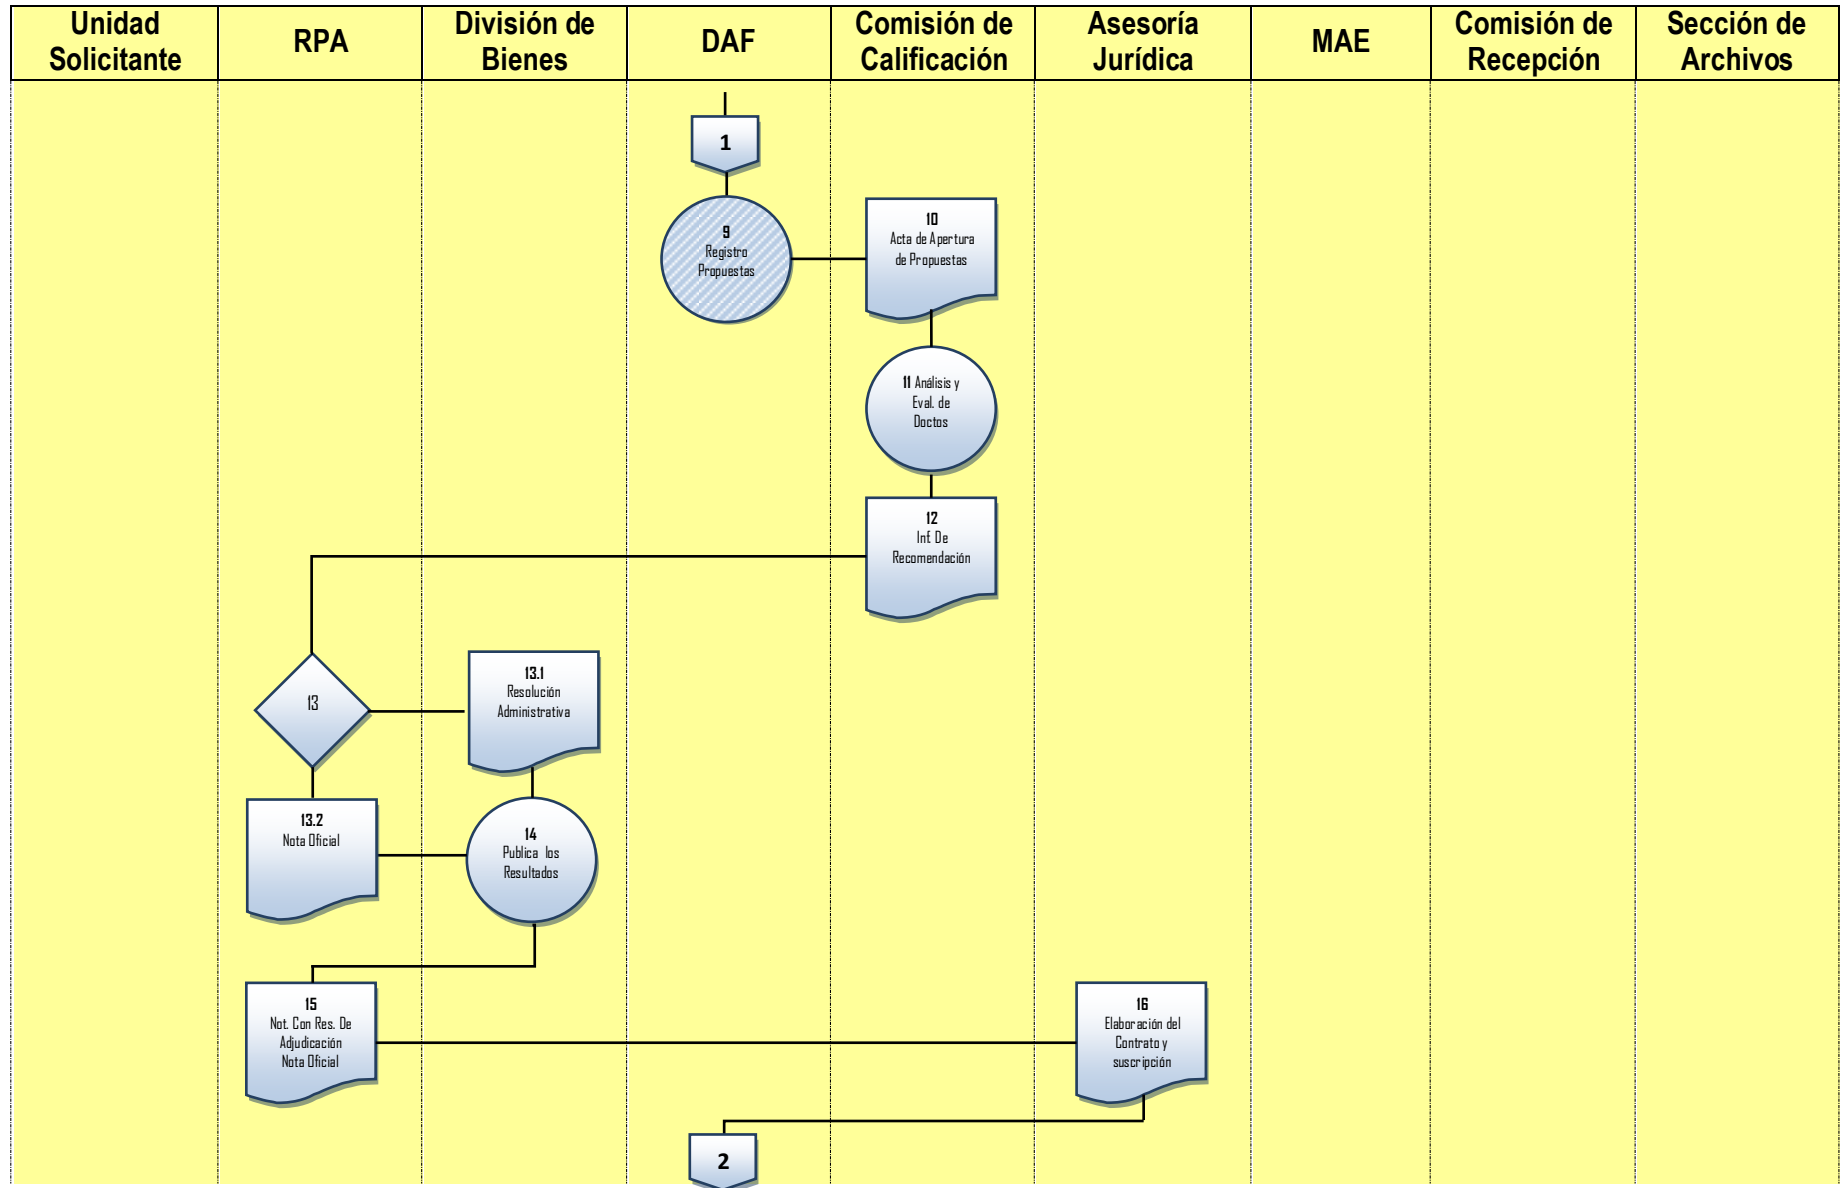 Unidad
Solicitante
RPA
División de
Bienes
DAF
Comisión de
Calificación
Asesoría
Jurídica
MAE
Comisión de
Recepción
Sección de
Archivos
1
9
Registro
Propuestas
10
Acta de Apertura
de Propuestas
11 Análisis y
Eval. de
Doctos
12
Inf. De
Recomendación
13
13.1
Resolución
Administrativa
13.2
Nota Oficial
14
Publica los
Resultados
15
Not. Con Res. De
Adjudicación
Nota Oficial
16
Elaboración del
Contrato y
suscripción
2